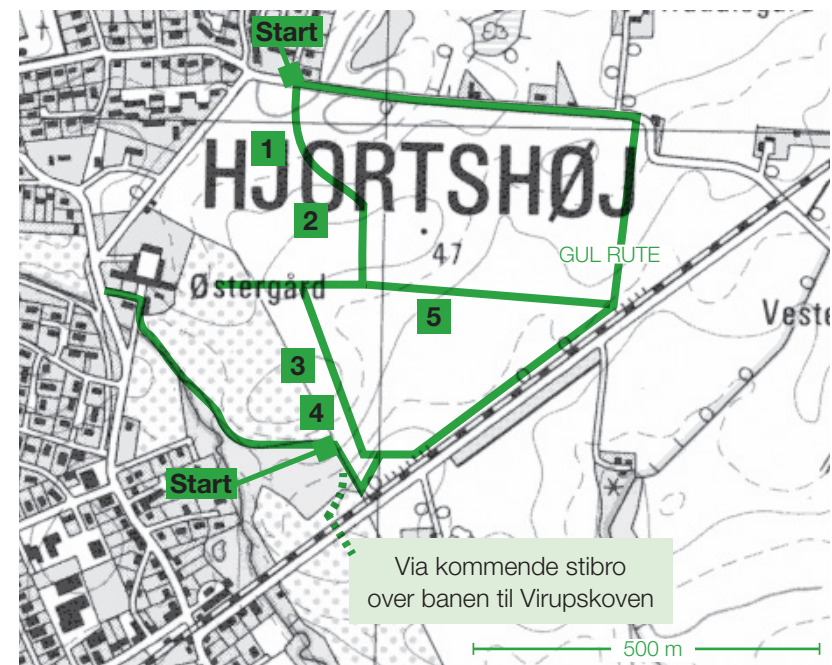 Start
1
HJORTSHØJ
2
47
GUL RUTE
Østergård
5
Veste
3
4
Start
Via kommende stibro
over banen til Virupskoven
500 m